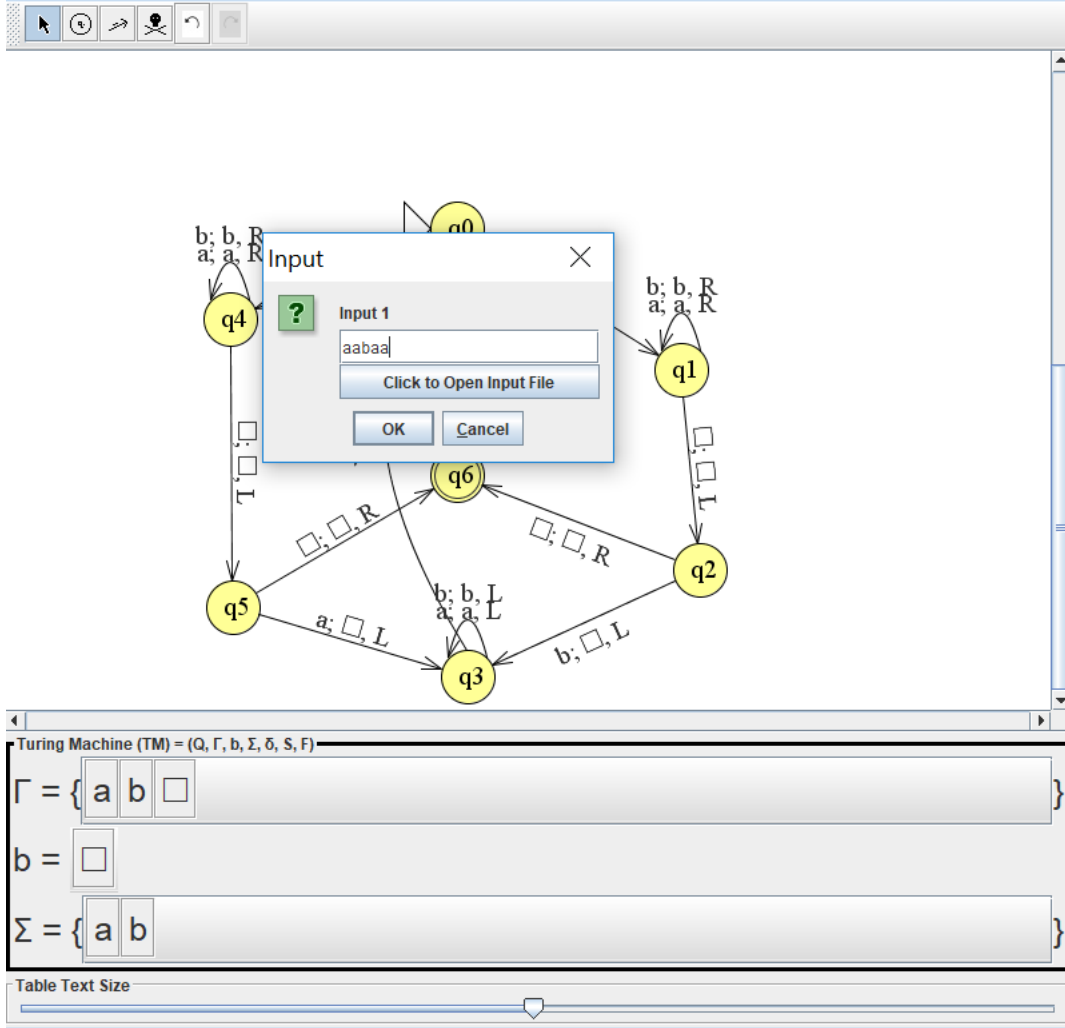 q0
b; b, R
a; a, R
Input
Input 1
aabaa
Click to Open Input File
OK
Cancel
b; b, R
a; a, R
q4
q1
□; □, L
□; □, L
q6
□; □, R
□; □, R
q2
q5
b; b, L
a; a, L
a; □, L
b; □, L
q3
Turing Machine (TM) = (Q, Γ, b, Σ, δ, S, F)
Γ = { a b □ }
b = □
Σ = { a b }
Table Text Size